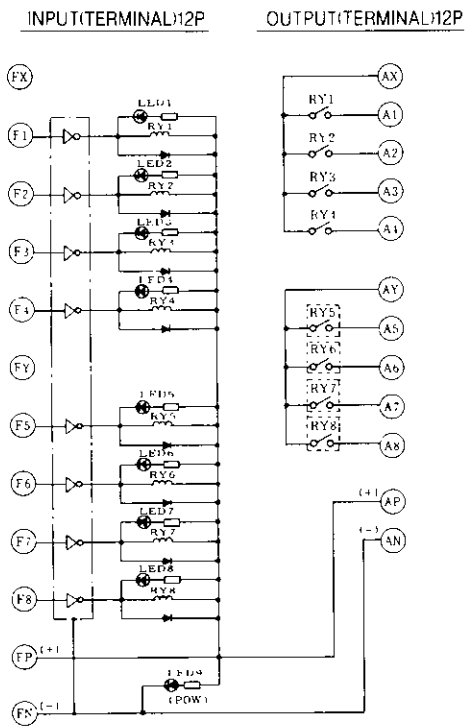 INPUT(TERMINAL)12P
OUTPUT(TERMINAL)12P
FX
F1
LED1
RY1
F2
LED2
RY2
F3
LED3
RY3
F4
LED4
RY4
FY
F5
LED5
RY5
F6
LED6
RY6
F7
LED7
RY7
F8
LED8
RY8
FP (+)
FN (-)
LED9
(POW)
AX
RY1
A1
RY2
A2
RY3
A3
RY4
A4
AY
RY5
A5
RY6
A6
RY7
A7
RY8
A8
(+) AP
(-) AN